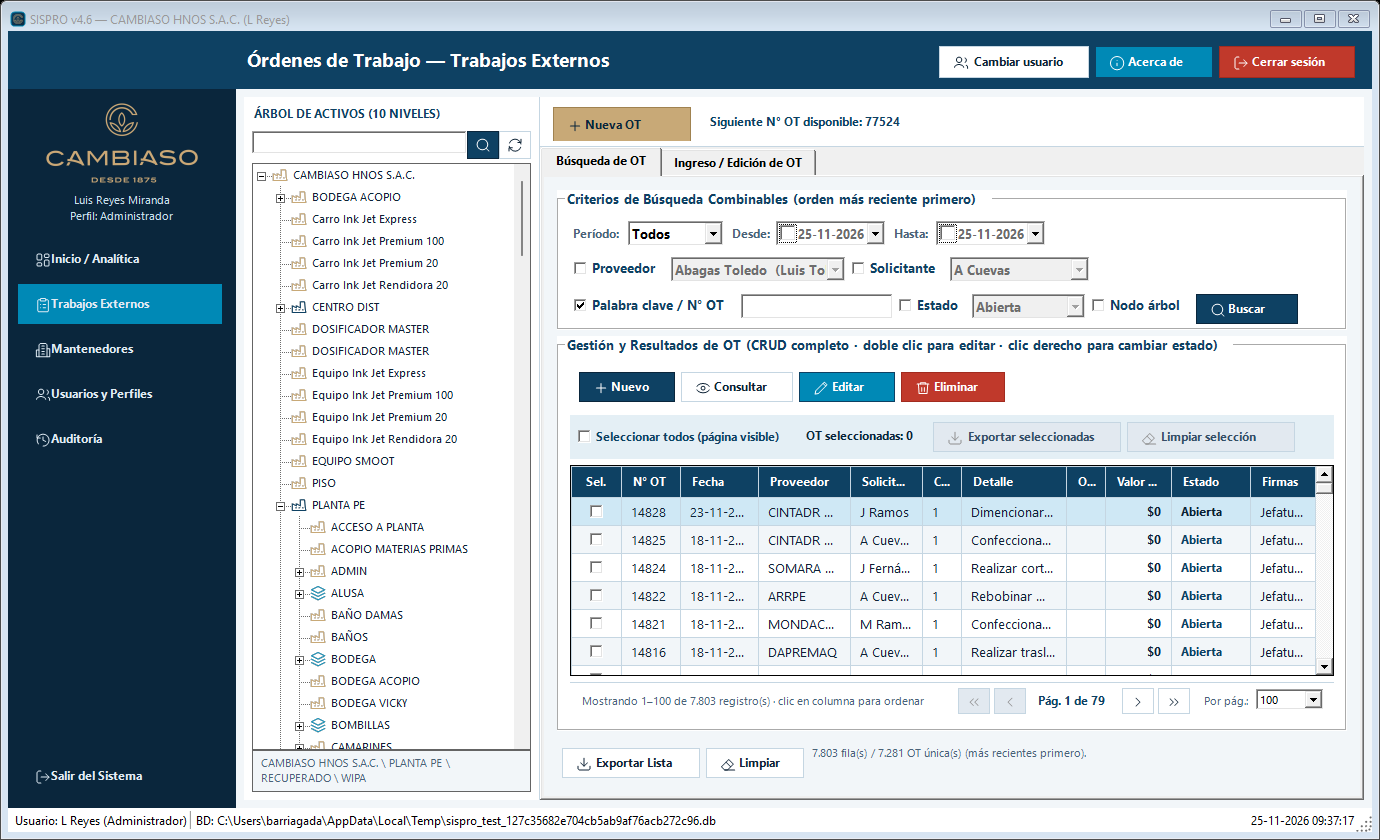 SISPRO v4.6 — CAMBIASO HNOS S.A.C. (L Reyes)
Órdenes de Trabajo — Trabajos Externos
Cambiar usuario
Acerca de
Cerrar sesión
CAMBIASO
DESDE 1875
Luis Reyes Miranda
Perfil: Administrador
Inicio / Analítica
Trabajos Externos
Mantenedores
Usuarios y Perfiles
Auditoría
Salir del Sistema
ÁRBOL DE ACTIVOS (10 NIVELES)
CAMBIASO HNOS S.A.C.
BODEGA ACOPIO
Carro Ink Jet Express
Carro Ink Jet Premium 100
Carro Ink Jet Premium 20
Carro Ink Jet Rendidora 20
CENTRO DIST
DOSIFICADOR MASTER
DOSIFICADOR MASTER
Equipo Ink Jet Express
Equipo Ink Jet Premium 100
Equipo Ink Jet Premium 20
Equipo Ink Jet Rendidora 20
EQUIPO SMOOT
PISO
PLANTA PE
ACCESO A PLANTA
ACOPIO MATERIAS PRIMAS
ADMIN
ALUSA
BAÑO DAMAS
BAÑOS
BODEGA
BODEGA ACOPIO
BODEGA VICKY
BOMBILLAS
CAMARINES
CAMBIASO HNOS S.A.C. \ PLANTA PE \
RECUPERADO \ WIPA
Nueva OT
Siguiente N° OT disponible: 77524
Búsqueda de OT
Ingreso / Edición de OT
Criterios de Búsqueda Combinables (orden más reciente primero)
Período: Todos Desde: 25-11-2026 Hasta: 25-11-2026
Proveedor Abagas Toledo (Luis To Solicitante A Cuevas
Palabra clave / N° OT Estado Abierta Nodo árbol Buscar
Gestión y Resultados de OT (CRUD completo · doble clic para editar · clic derecho para cambiar estado)
Nuevo Consultar Editar Eliminar
Seleccionar todos (página visible) OT seleccionadas: 0 Exportar seleccionadas Limpiar selección
Sel. N° OT Fecha Proveedor Solicit... C... Detalle O... Valor ... Estado Firmas
14828 23-11-2... CINTADR ... J Ramos 1 Dimencionar... $0 Abierta Jefatu...
14825 18-11-2... CINTADR ... A Cuev... 1 Confecciona... $0 Abierta Jefatu...
14824 18-11-2... SOMARA ... J Ferná... 1 Realizar cort... $0 Abierta Jefatu...
14822 18-11-2... ARRPE A Cuev... 1 Rebobinar ... $0 Abierta Jefatu...
14821 18-11-2... MONDAC... M Ram... 1 Confecciona... $0 Abierta Jefatu...
14816 18-11-2... DAPREMAQ A Cuev... 1 Realizar trasl... $0 Abierta Jefatu...
Mostrando 1–100 de 7.803 registro(s) · clic en columna para ordenar « ‹ Pág. 1 de 79 › » Por pág.: 100
Exportar Lista Limpiar 7.803 fila(s) / 7.281 OT única(s) (más recientes primero).
Usuario: L Reyes (Administrador) BD: C:\Users\barriagada\AppData\Local\Temp\sispro_test_127c35682e704cb5ab9af76acb272c96.db 25-11-2026 09:37:17